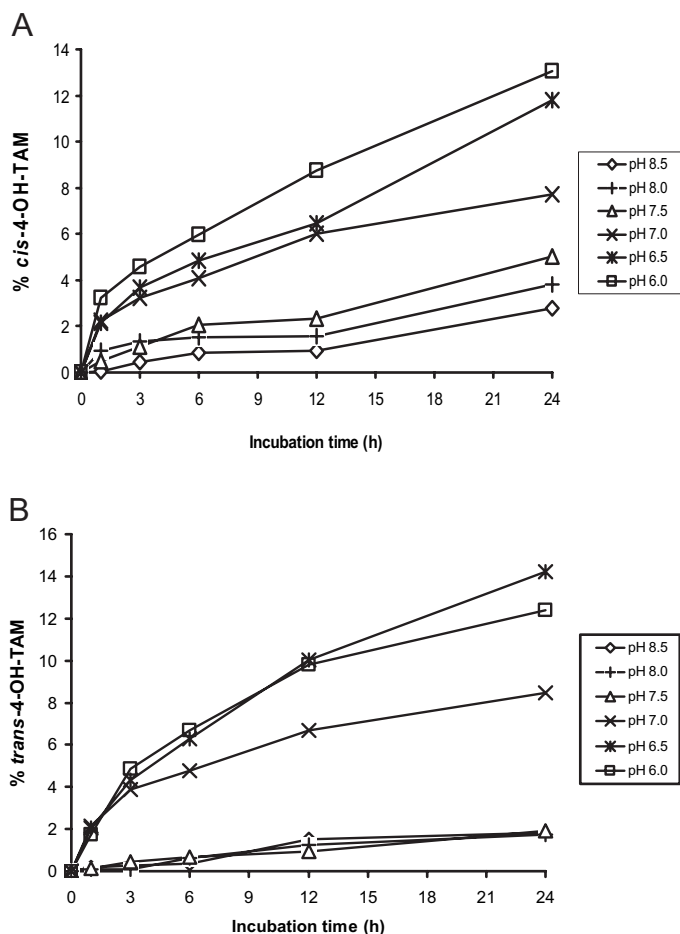 A
14
12
10
8
6
4
2
0
% cis-4-OH-TAM
0 3 6 9 12 15 18 21 24
Incubation time (h)
pH 8.5
pH 8.0
pH 7.5
pH 7.0
pH 6.5
pH 6.0
B
16
14
12
10
8
6
4
2
0
% trans-4-OH-TAM
0 3 6 9 12 15 18 21 24
Incubation time (h)
pH 8.5
pH 8.0
pH 7.5
pH 7.0
pH 6.5
pH 6.0